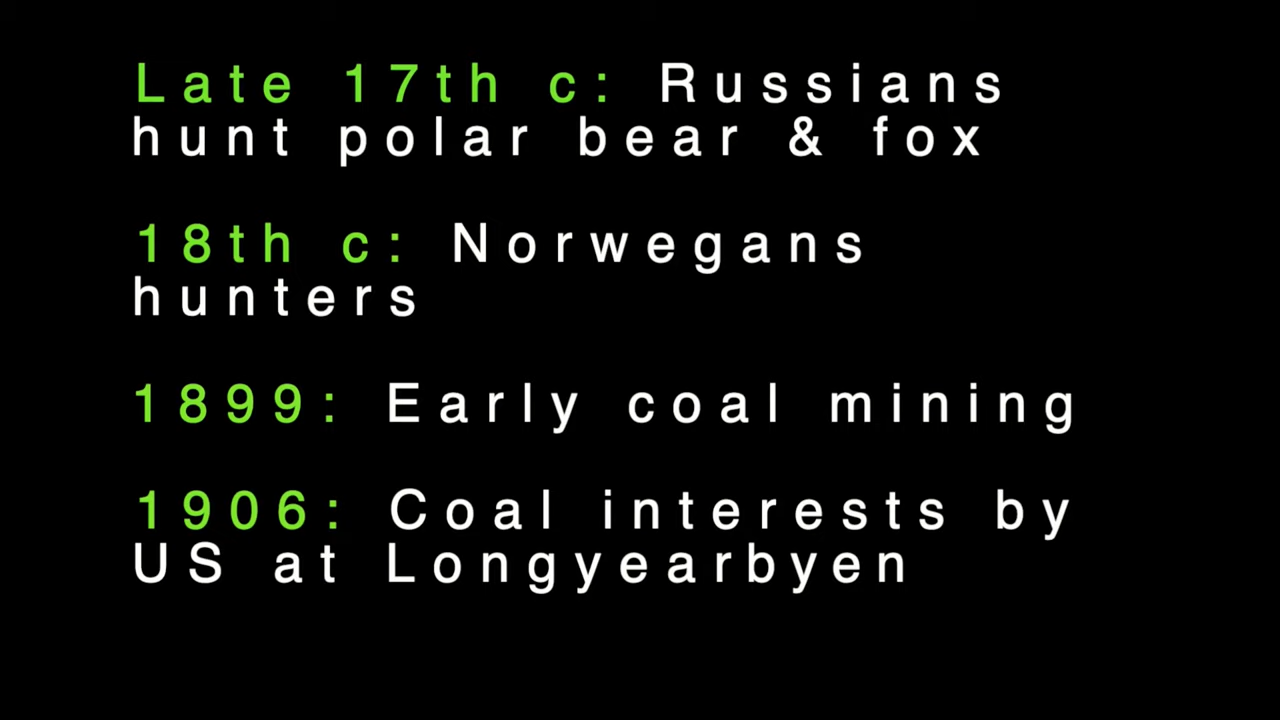 Late 17th c: Russians
hunt polar bear & fox
18th c: Norwegans
hunters
1899: Early coal mining
1906: Coal interests by
US at Longyearbyen